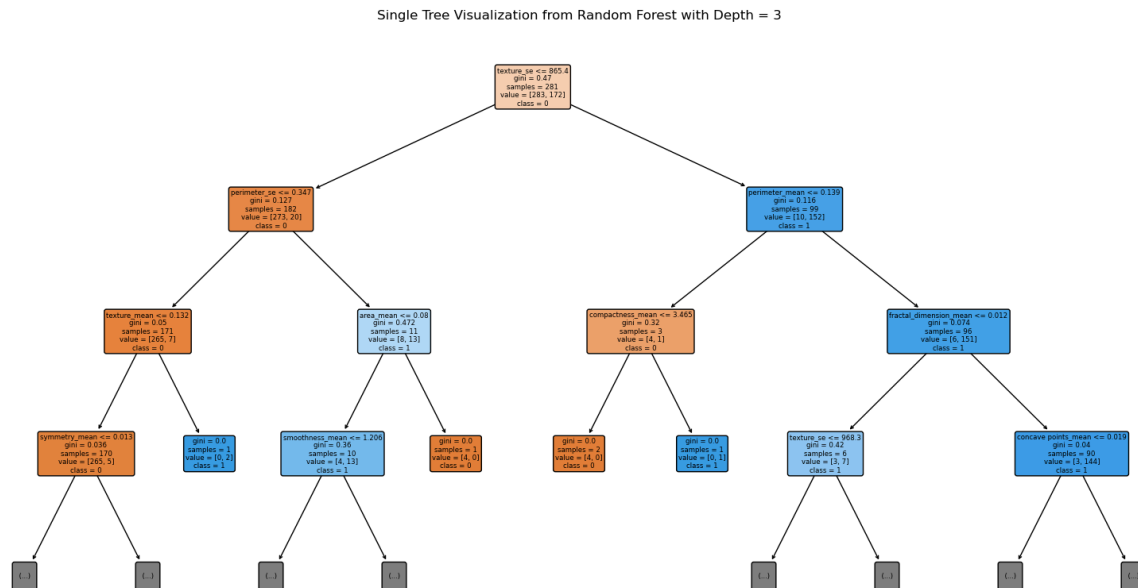 Single Tree Visualization from Random Forest with Depth = 3
texture_se <= 865.4
gini = 0.47
samples = 281
value = [283, 172]
class = 0
perimeter_se <= 0.347
gini = 0.127
samples = 182
value = [273, 20]
class = 0
perimeter_mean <= 0.139
gini = 0.116
samples = 99
value = [10, 152]
class = 1
texture_mean <= 0.132
gini = 0.05
samples = 171
value = [265, 7]
class = 0
area_mean <= 0.08
gini = 0.472
samples = 11
value = [8, 13]
class = 1
compactness_mean <= 3.465
gini = 0.32
samples = 3
value = [4, 1]
class = 0
fractal_dimension_mean <= 0.012
gini = 0.074
samples = 96
value = [6, 151]
class = 1
symmetry_mean <= 0.013
gini = 0.036
samples = 170
value = [265, 5]
class = 0
gini = 0.0
samples = 1
value = [0, 2]
class = 1
smoothness_mean <= 1.206
gini = 0.36
samples = 10
value = [4, 13]
class = 1
gini = 0.0
samples = 1
value = [4, 0]
class = 0
gini = 0.0
samples = 2
value = [4, 0]
class = 0
gini = 0.0
samples = 1
value = [0, 1]
class = 1
texture_se <= 968.3
gini = 0.42
samples = 6
value = [3, 7]
class = 1
concave points_mean <= 0.019
gini = 0.04
samples = 90
value = [3, 144]
class = 1
(...)
(...)
(...)
(...)
(...)
(...)
(...)
(...)